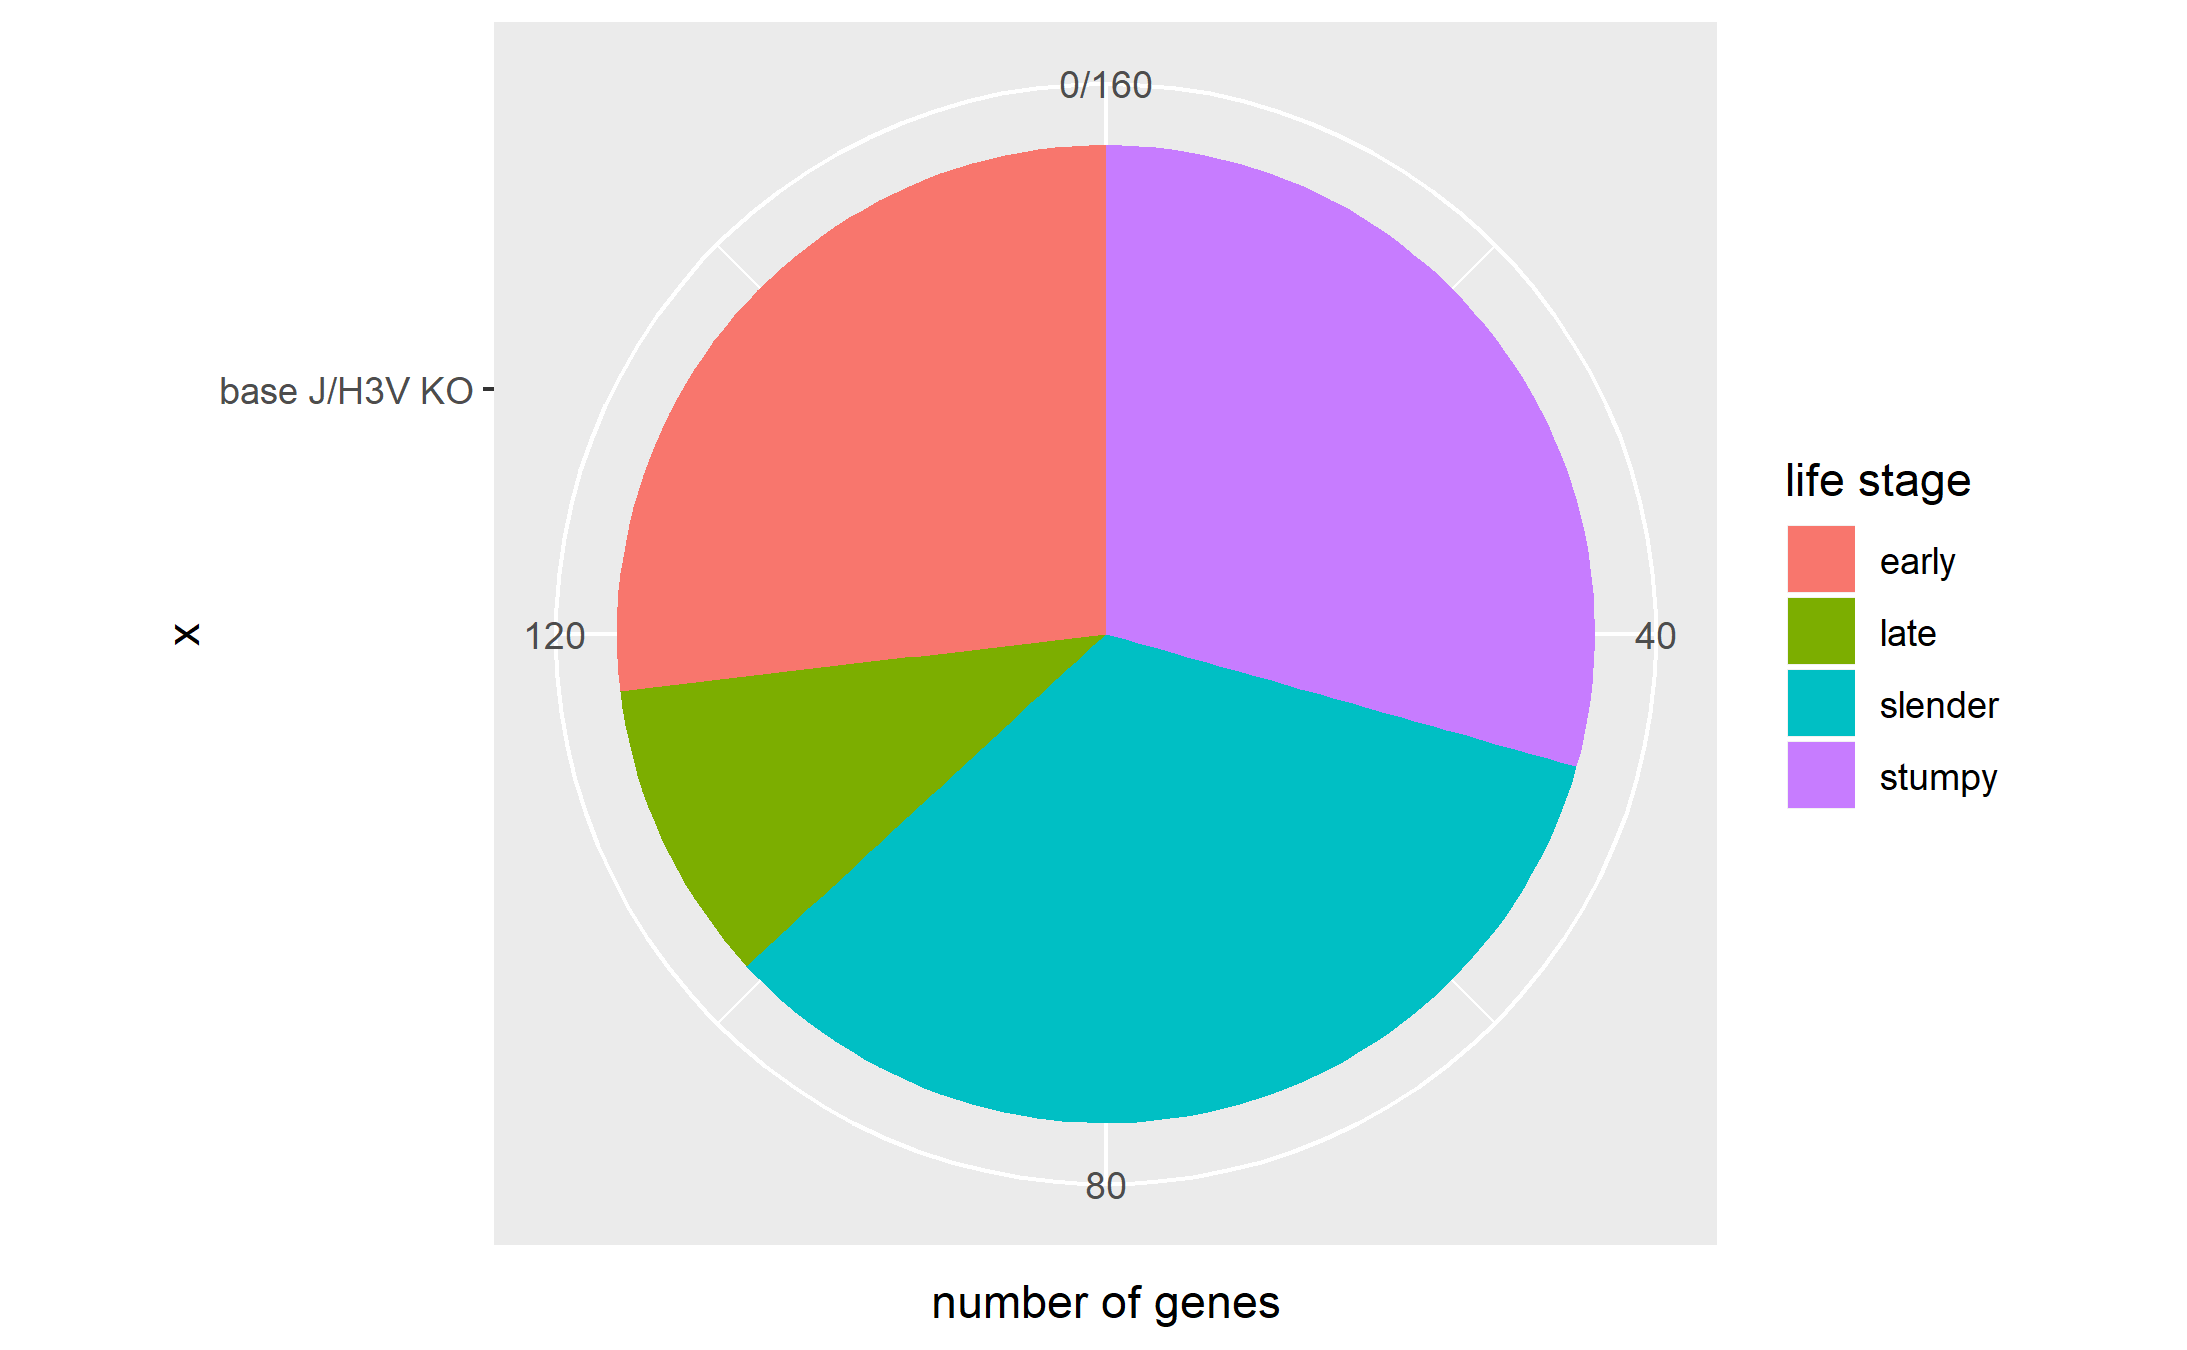 0/160
base J/H3V KO
x
120
40
80
number of genes
life stage
early
late
slender
stumpy